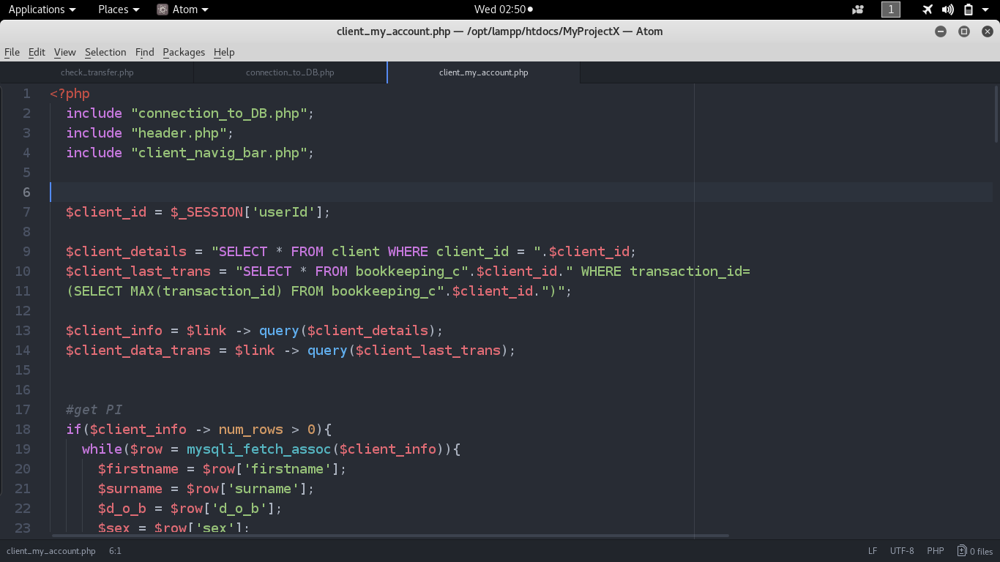 Applications Places Atom Wed 02:50 1
client_my_account.php — /opt/lampp/htdocs/MyProjectX — Atom
File Edit View Selection Find Packages Help
check_transfer.php connection_to_DB.php client_my_account.php
1 <?php
2 include "connection_to_DB.php";
3 include "header.php";
4 include "client_navig_bar.php";
5
6
7 $client_id = $_SESSION['userId'];
8
9 $client_details = "SELECT * FROM client WHERE client_id = ".$client_id;
10 $client_last_trans = "SELECT * FROM bookkeeping_c".$client_id." WHERE transaction_id=
11 (SELECT MAX(transaction_id) FROM bookkeeping_c".$client_id.")";
12
13 $client_info = $link -> query($client_details);
14 $client_data_trans = $link -> query($client_last_trans);
15
16
17 #get PI
18 if($client_info -> num_rows > 0){
19 while($row = mysqli_fetch_assoc($client_info)){
20 $firstname = $row['firstname'];
21 $surname = $row['surname'];
22 $d_o_b = $row['d_o_b'];
23 $sex = $row['sex'];
client_my_account.php 6:1 LF UTF-8 PHP 0 files